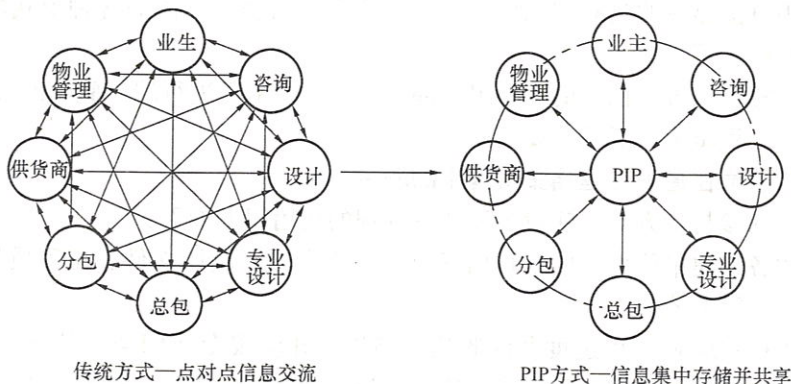 业生
物业
管理
咨询
供货商
设计
分包
专业
设计
总包
传统方式—点对点信息交流
业主
物业
管理
咨询
供货商
PIP
设计
分包
专业
设计
总包
PIP方式—信息集中存储并共享